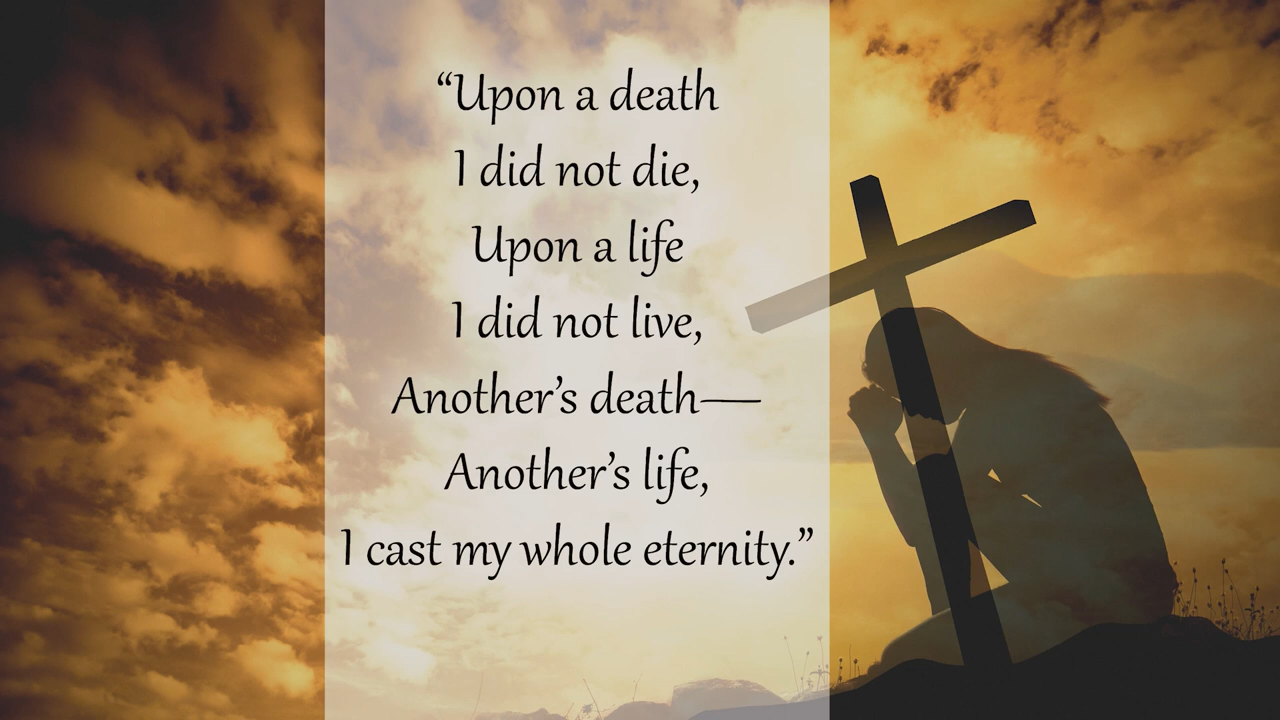 “Upon a death
I did not die,
Upon a life
I did not live,
Another’s death—
Another’s life,
I cast my whole eternity.”